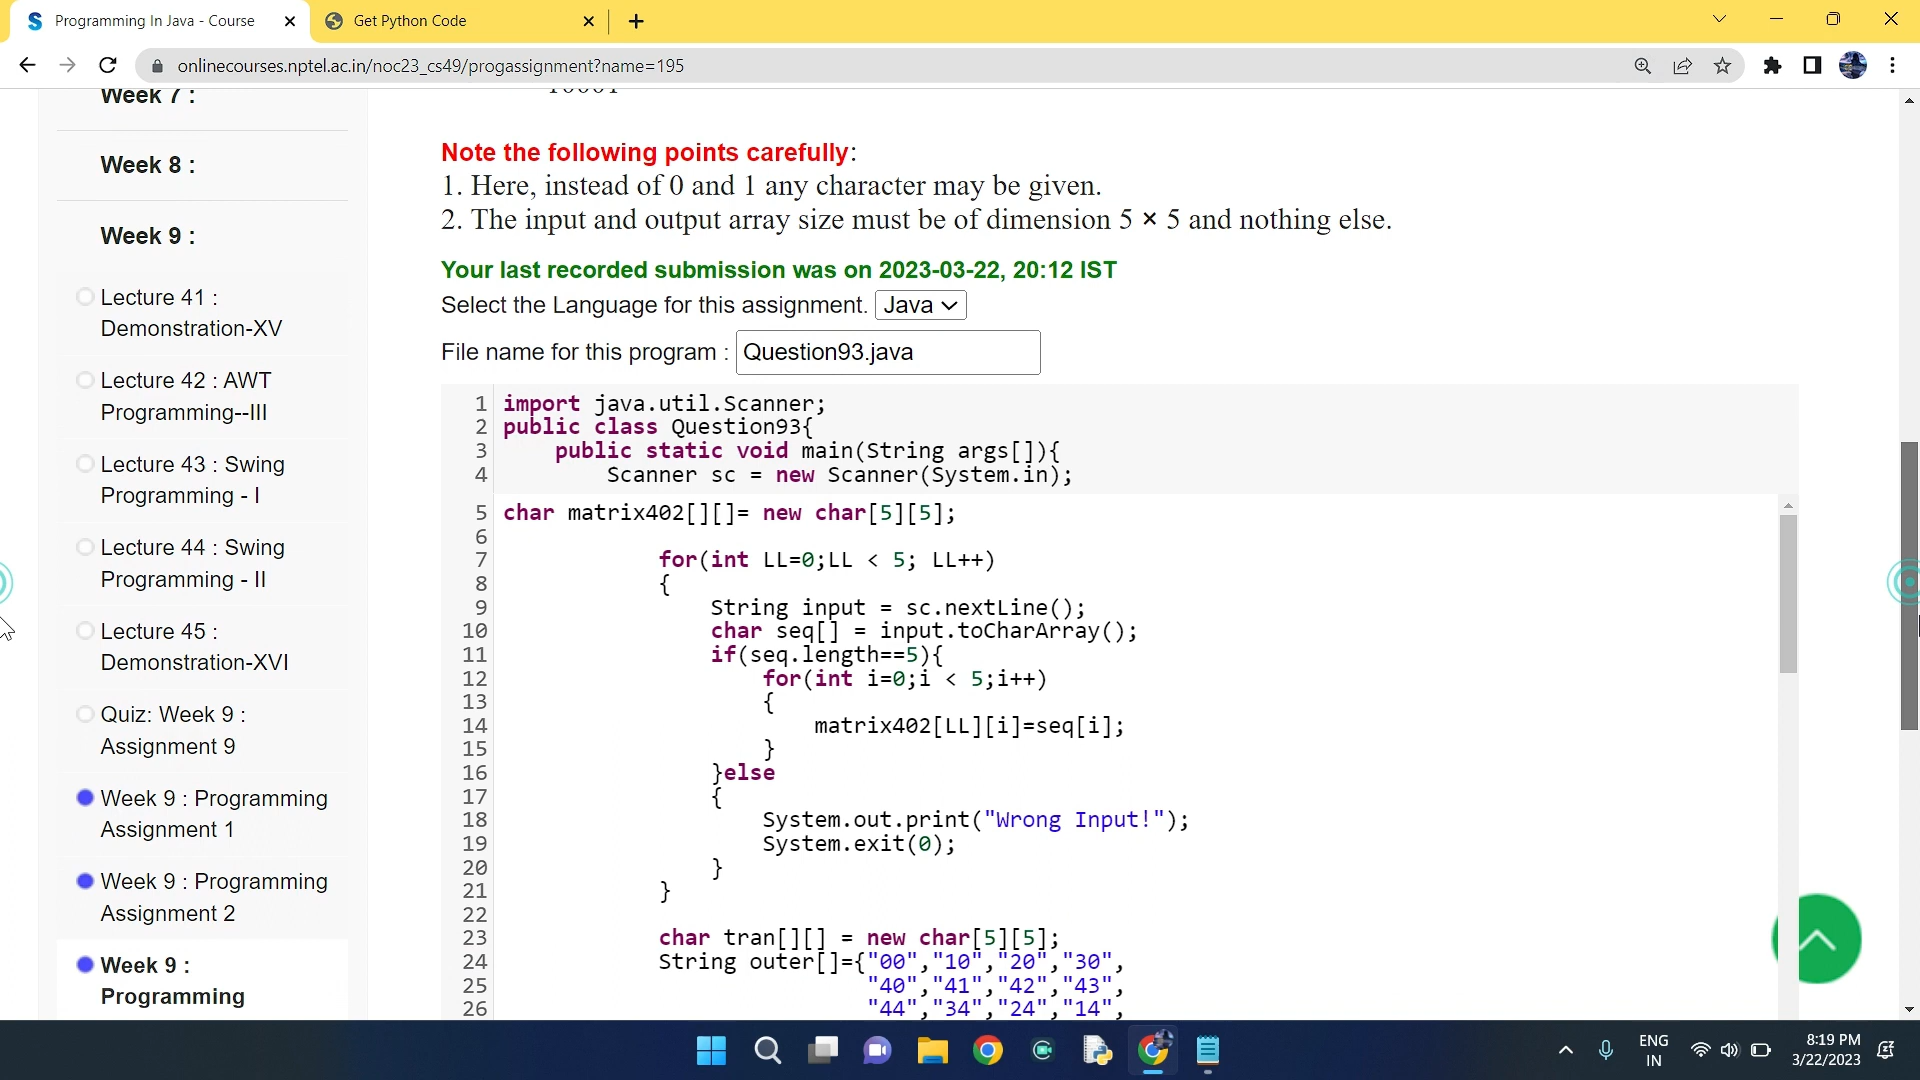 Programming In Java - Course
Get Python Code
onlinecourses.nptel.ac.in/noc23_cs49/progassignment?name=195
Week 7 :
Week 8 :
Week 9 :
Lecture 41 :
Demonstration-XV
Lecture 42 : AWT
Programming--III
Lecture 43 : Swing
Programming - I
Lecture 44 : Swing
Programming - II
Lecture 45 :
Demonstration-XVI
Quiz: Week 9 :
Assignment 9
Week 9 : Programming
Assignment 1
Week 9 : Programming
Assignment 2
Week 9 :
Programming
10001
Note the following points carefully:
1. Here, instead of 0 and 1 any character may be given.
2. The input and output array size must be of dimension 5 × 5 and nothing else.
Your last recorded submission was on 2023-03-22, 20:12 IST
Select the Language for this assignment. Java
File name for this program : Question93.java
1 import java.util.Scanner;
2 public class Question93{
3 public static void main(String args[]){
4 Scanner sc = new Scanner(System.in);
5 char matrix402[][]= new char[5][5];
6
7 for(int LL=0;LL < 5; LL++)
8 {
9 String input = sc.nextLine();
10 char seq[] = input.toCharArray();
11 if(seq.length==5){
12 for(int i=0;i < 5;i++)
13 {
14 matrix402[LL][i]=seq[i];
15 }
16 }else
17 {
18 System.out.print("Wrong Input!");
19 System.exit(0);
20 }
21 }
22
23 char tran[][] = new char[5][5];
24 String outer[]={"00","10","20","30",
25 "40","41","42","43",
26 "44","34","24","14",
ENG
IN
8:19 PM
3/22/2023